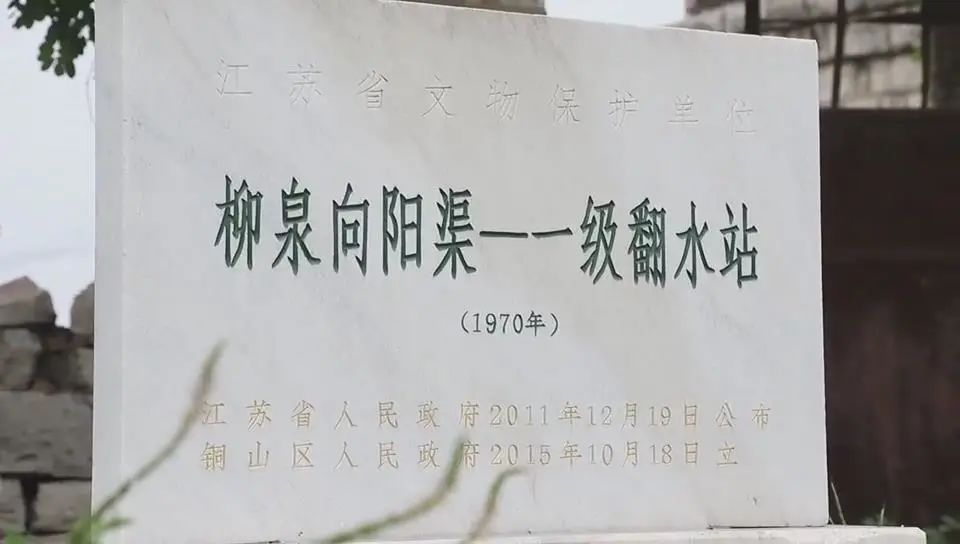 江苏省文物保护单位
柳泉向阳渠——一级翻水站
(1970年)
江苏省人民政府2011年12月19日公布
铜山区人民政府2015年10月18日立